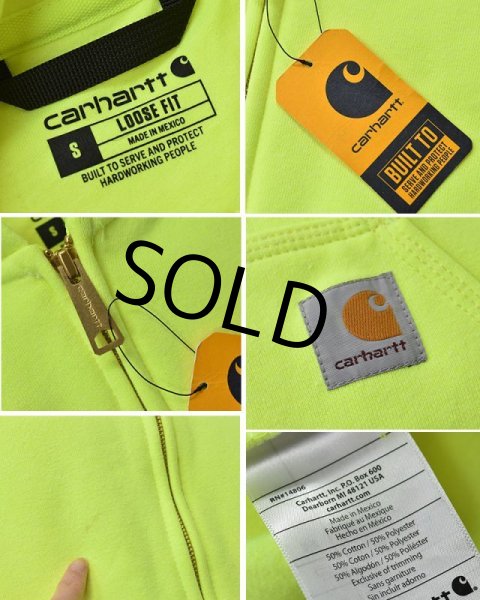 carhartt
S
LOOSE FIT
MADE IN MEXICO
BUILT TO SERVE AND PROTECT
HARDWORKING PEOPLE
carhartt
BUILT TO
SERVE AND PROTECT
HARDWORKING PEOPLE
S
carhartt
SOLD
carhartt
RN#14806
Carhartt, Inc. P.O. Box 600
Dearborn MI 48121 USA
carhartt.com
Made in Mexico
Fabriqué au Mexique
Hecho en México
50% Cotton / 50% Polyester
50% Coton / 50% Polyester
50% Algodón / 50% Poliéster
Exclusive of trimming
Sans garniture
Sin incluir adorno